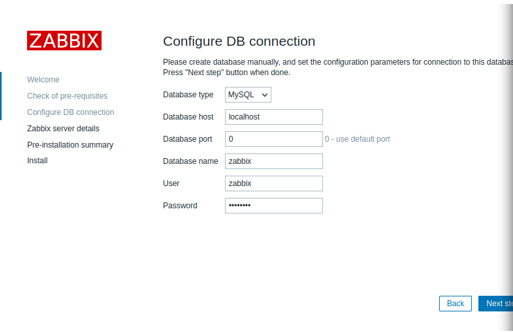 ZABBIX
Configure DB connection
Please create database manually, and set the configuration parameters for connection to this
Press "Next step" button when done.
Welcome
Check of pre-requisites
Configure DB connection
Zabbix server details
Pre-installation summary
Install
Database type MySQL
Database host localhost
Database port 0 0 - use default port
Database name zabbix
User zabbix
Password ••••••••
Back Next